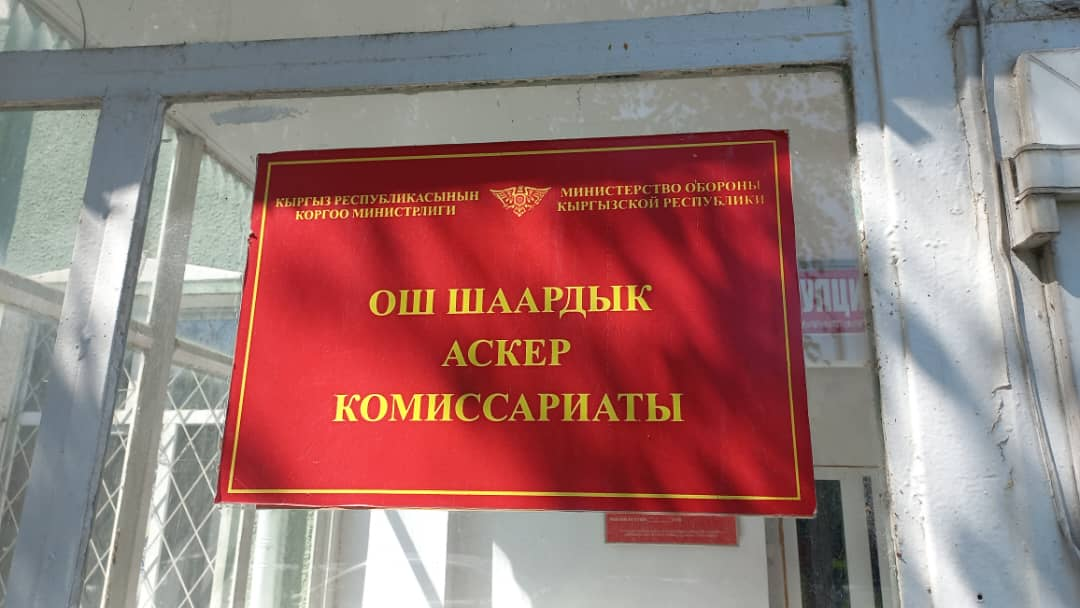 КЫРГЫЗ РЕСПУБЛИКАСЫНЫН
КОРГОО МИНИСТРЛИГИ
МИНИСТЕРСТВО ОБОРОНЫ
КЫРГЫЗСКОЙ РЕСПУБЛИКИ
ОШ ШААРДЫК
АСКЕР
КОМИССАРИАТЫ